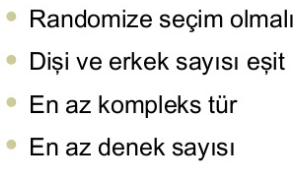 • Randomize seçim olmalı
• Dişi ve erkek sayısı eşit
• En az kompleks tür
• En az denek sayısı